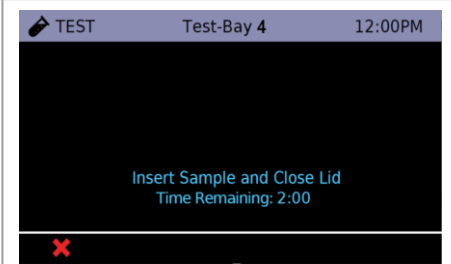 TEST Test-Bay 4 12:00PM
Insert Sample and Close Lid
Time Remaining: 2:00